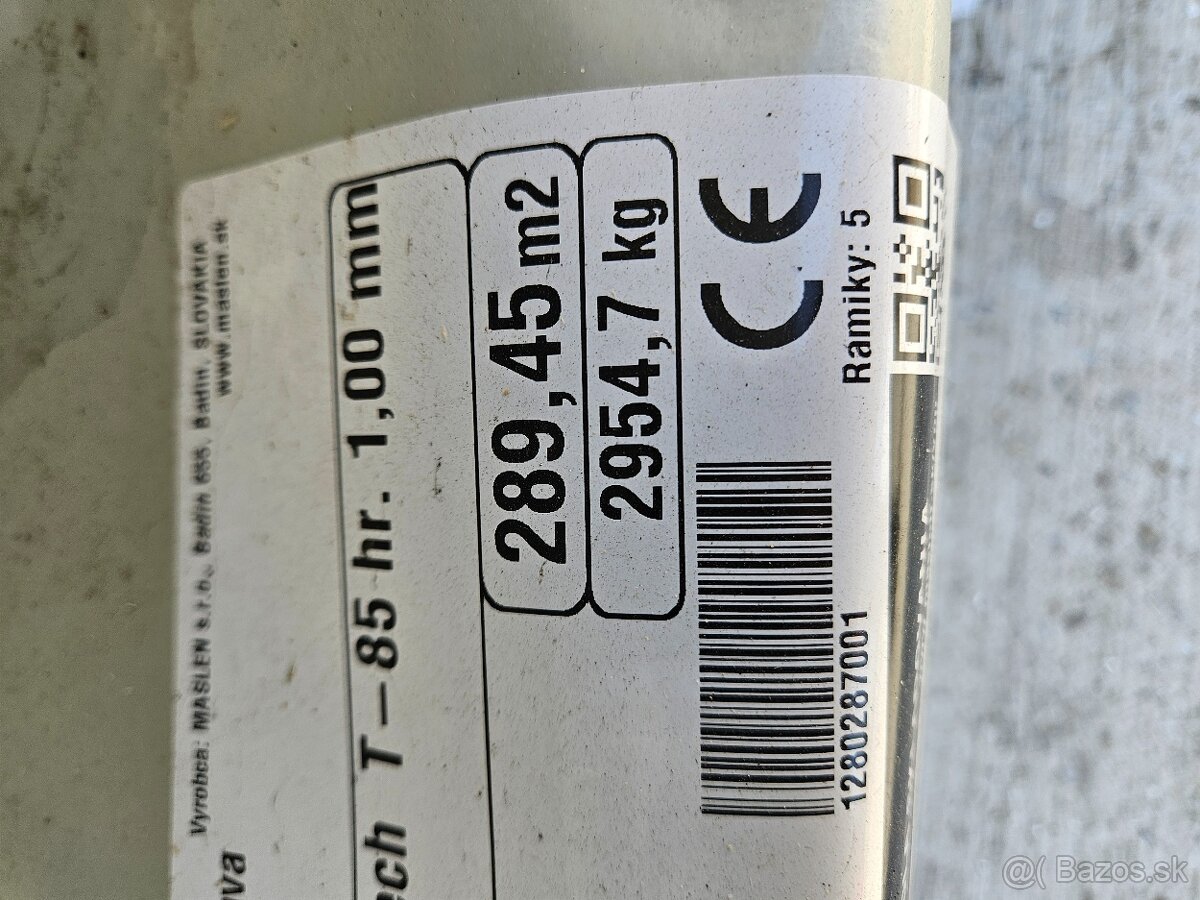 Výrobca: MASLEN s.r.o., Badín 655, Badín, SLOVAKIA
www.maslen.sk
ech T-85 hr. 1,00 mm
289,45 m2
2954,7 kg
CE
Ramiky: 5
1280287001
@( Bazos.sk